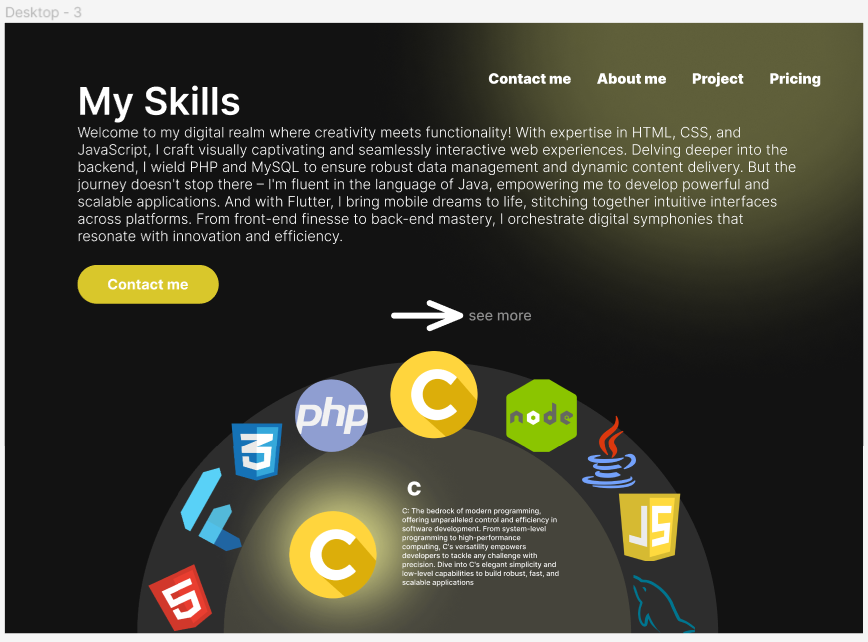 Desktop - 3
Contact me About me Project Pricing
My Skills
Welcome to my digital realm where creativity meets functionality! With expertise in HTML, CSS, and
JavaScript, I craft visually captivating and seamlessly interactive web experiences. Delving deeper into the
backend, I wield PHP and MySQL to ensure robust data management and dynamic content delivery. But the
journey doesn't stop there – I'm fluent in the language of Java, empowering me to develop powerful and
scalable applications. And with Flutter, I bring mobile dreams to life, stitching together intuitive interfaces
across platforms. From front-end finesse to back-end mastery, I orchestrate digital symphonies that
resonate with innovation and efficiency.
Contact me
see more
C
php
node
3
JS
5
C
C
C: The bedrock of modern programming,
offering unparalleled control and efficiency in
software development. From system-level
programming to high-performance
computing, C's versatility empowers
developers to tackle any challenge with
precision. Dive into C's elegant simplicity and
low-level capabilities to build robust, fast, and
scalable applications